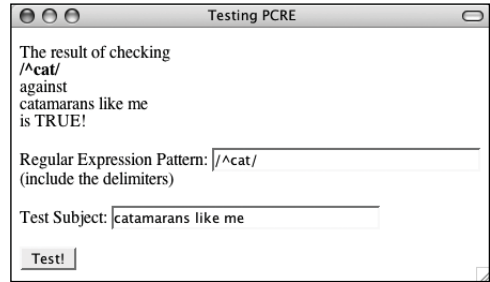 Testing PCRE
The result of checking
/^cat/
against
catamarans like me
is TRUE!
Regular Expression Pattern: /^cat/
(include the delimiters)
Test Subject: catamarans like me
Test!